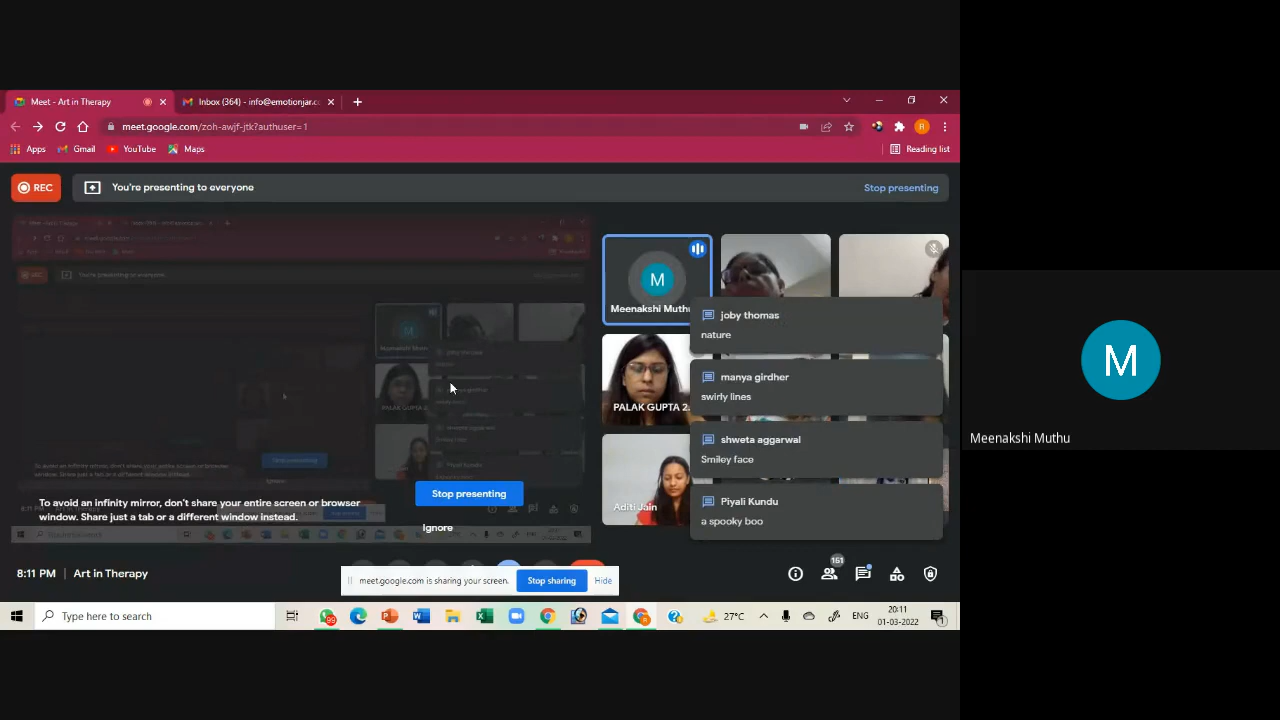 Meet - Art in Therapy
Inbox (364) - info@emotionjar.c
meet.google.com/zoh-awjf-jtk?authuser=1
Apps
Gmail
YouTube
Maps
Reading list
REC
You're presenting to everyone
Stop presenting
M
Meenakshi Muthu
PALAK GUPTA 2
Aditi Jain
joby thomas
nature
manya girdher
swirly lines
shweta aggarwal
Smiley face
Piyali Kundu
a spooky boo
To avoid an infinity mirror, don't share your entire screen or browser
window. Share just a tab or a different window instead.
Stop presenting
Ignore
8:11 PM | Art in Therapy
meet.google.com is sharing your screen.
Stop sharing
Hide
161
Type here to search
99
27°C
ENG
20:11
01-03-2022
1
M
Meenakshi Muthu